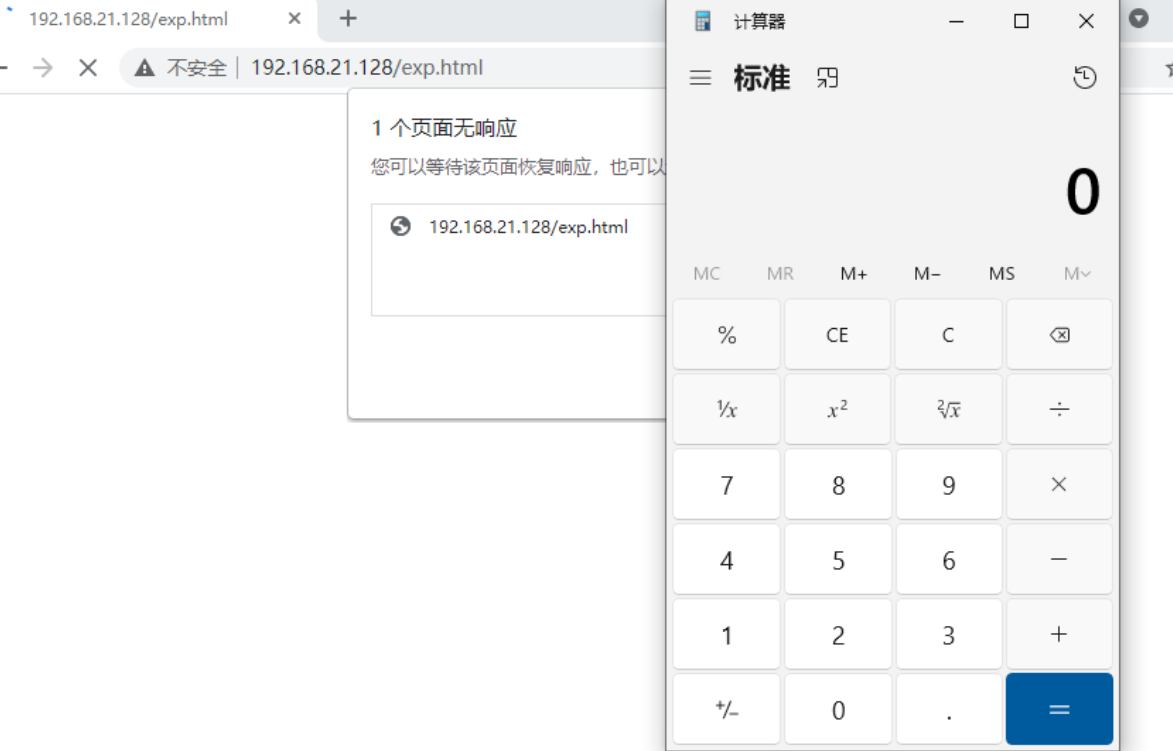 192.168.21.128/exp.html
不安全 192.168.21.128/exp.html
1 个页面无响应
您可以等待该页面恢复响应，也可以
192.168.21.128/exp.html
计算器
标准
0
MC MR M+ M− MS M
% CE C
¹/x x² ²√x ÷
7 8 9 ×
4 5 6 −
1 2 3 +
+/− 0 . =